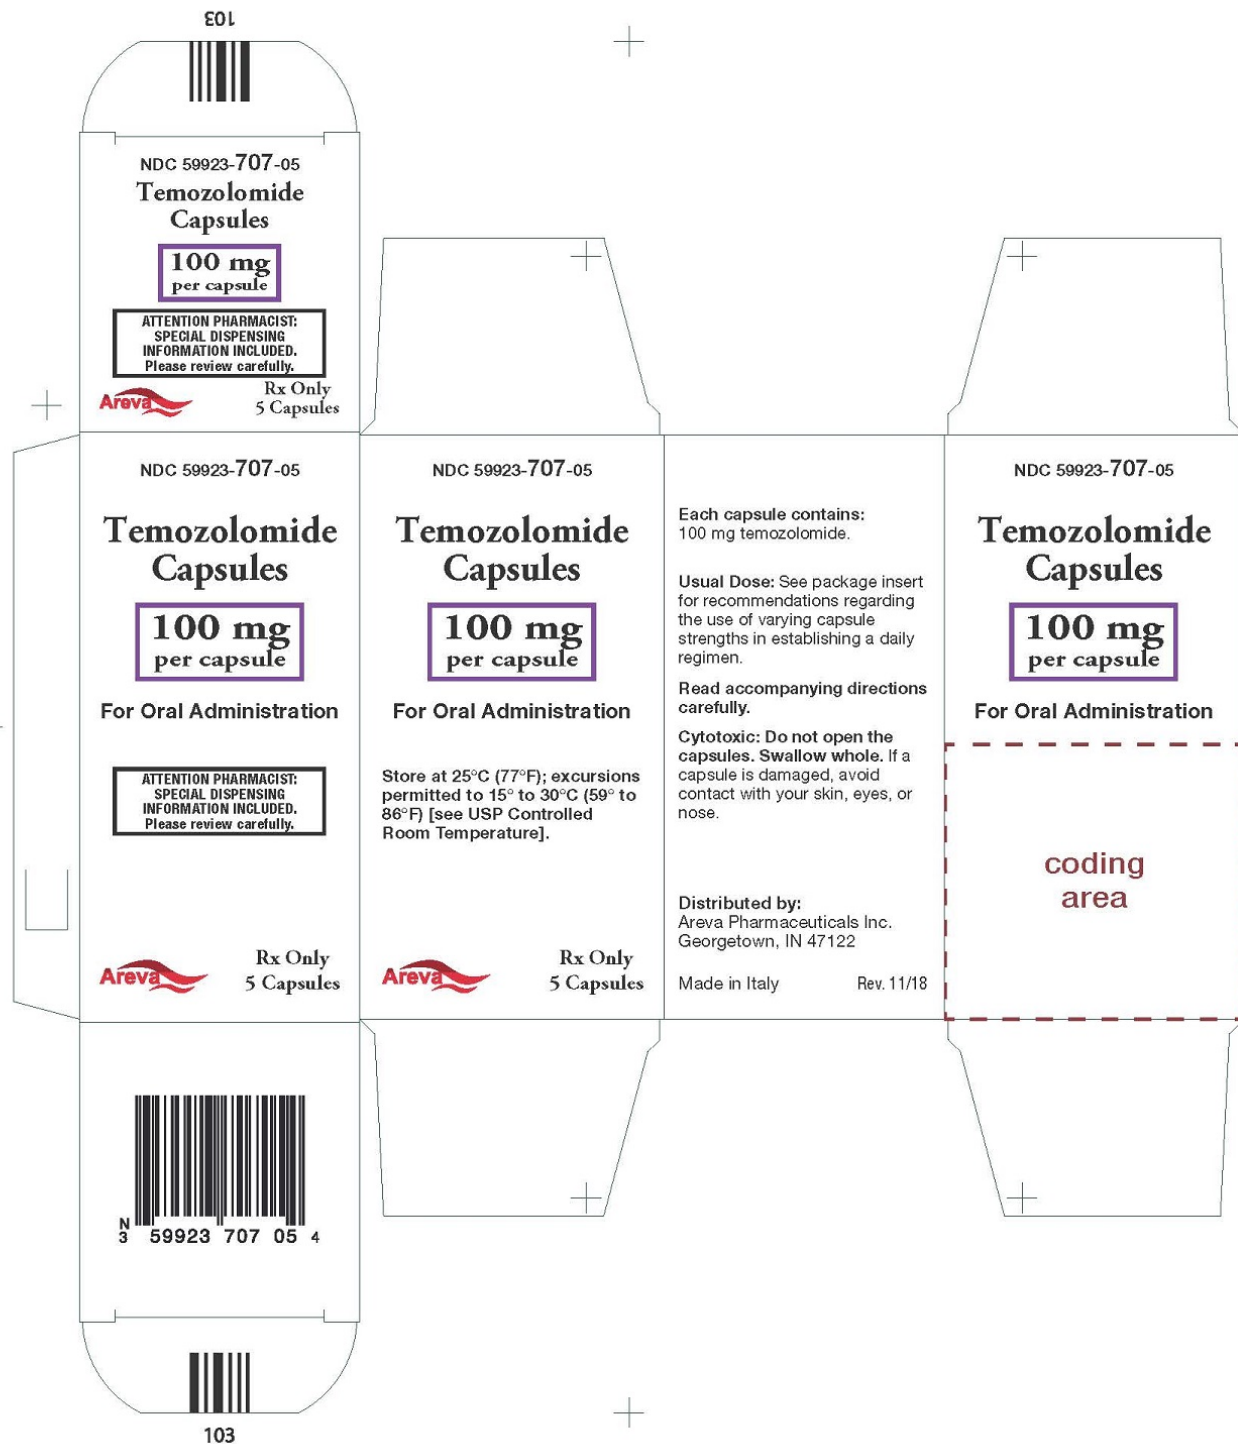 103
NDC 59923-707-05
Temozolomide
Capsules
100 mg
per capsule
ATTENTION PHARMACIST:
SPECIAL DISPENSING
INFORMATION INCLUDED.
Please review carefully.
Areva
Rx Only
5 Capsules
NDC 59923-707-05
Temozolomide
Capsules
100 mg
per capsule
For Oral Administration
ATTENTION PHARMACIST:
SPECIAL DISPENSING
INFORMATION INCLUDED.
Please review carefully.
Areva
Rx Only
5 Capsules
NDC 59923-707-05
Temozolomide
Capsules
100 mg
per capsule
For Oral Administration
Store at 25°C (77°F); excursions
permitted to 15° to 30°C (59° to
86°F) [see USP Controlled
Room Temperature].
Areva
Rx Only
5 Capsules
Each capsule contains:
100 mg temozolomide.
Usual Dose: See package insert
for recommendations regarding
the use of varying capsule
strengths in establishing a daily
regimen.
Read accompanying directions
carefully.
Cytotoxic: Do not open the
capsules. Swallow whole. If a
capsule is damaged, avoid
contact with your skin, eyes, or
nose.
Distributed by:
Areva Pharmaceuticals Inc.
Georgetown, IN 47122
Made in Italy Rev. 11/18
NDC 59923-707-05
Temozolomide
Capsules
100 mg
per capsule
For Oral Administration
coding
area
N
3 59923 707 05 4
103